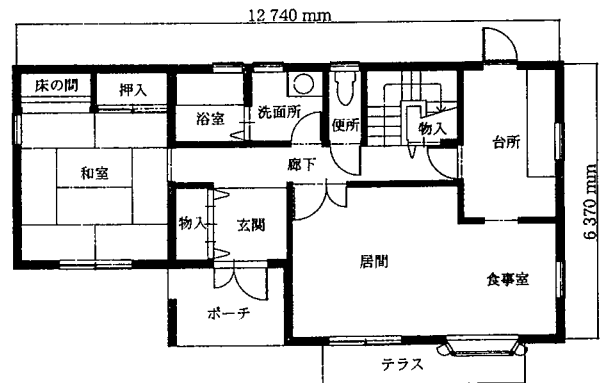 12 740 mm
床の間
押入
浴室
洗面所
便所
物入
台所
和室
廊下
6 370 mm
物入
玄関
居間
食事室
ポーチ
テラス